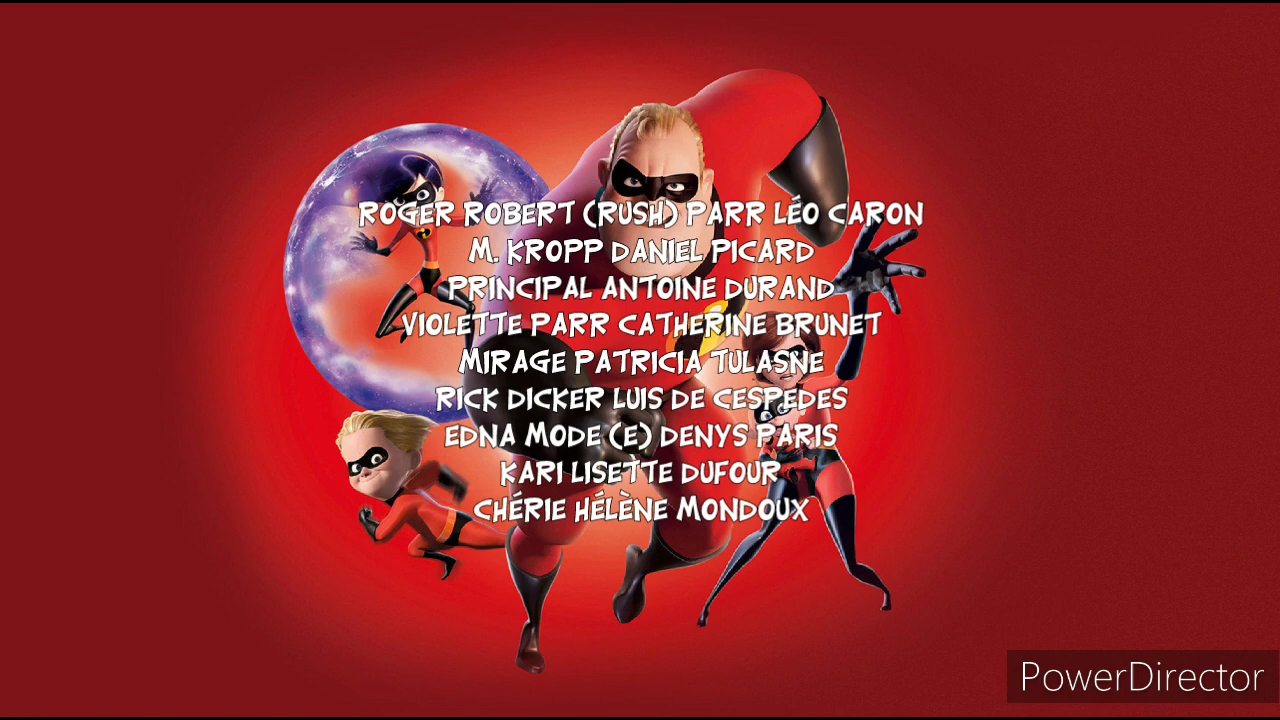 ROGER ROBERT (RUSH) PARR LÉO CARON
M. KROPP DANIEL PICARD
PRINCIPAL ANTOINE DURAND
VIOLETTE PARR CATHERINE BRUNET
MIRAGE PATRICIA TULASNE
RICK DICKER LUIS DE CESPEDES
EDNA MODE (E) DENYS PARIS
KARI LISETTE DUFOUR
CHÉRIE HÉLÈNE MONDOUX
PowerDirector